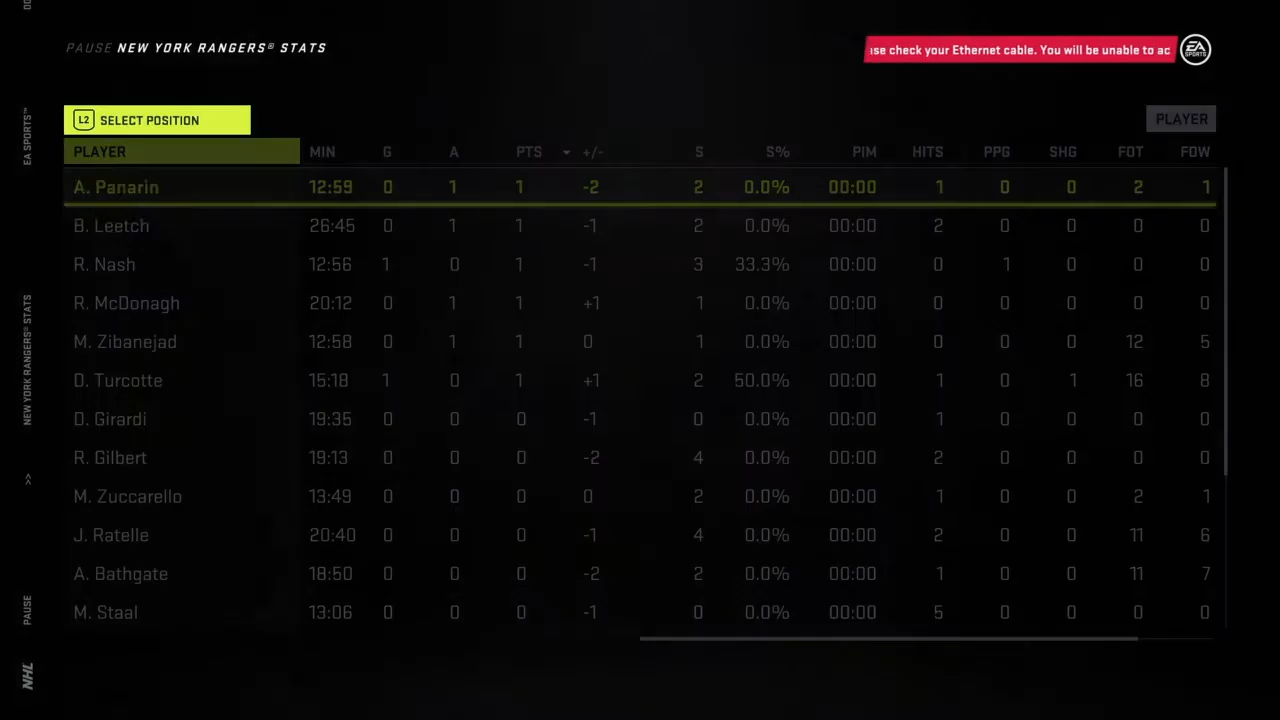 PAUSE NEW YORK RANGERS® STATS
ise check your Ethernet cable. You will be unable to ac
EA SPORTS
L2 SELECT POSITION
PLAYER
PLAYER MIN G A PTS +/- S S% PIM HITS PPG SHG FOT FOW
A. Panarin 12:59 0 1 1 -2 2 0.0% 00:00 1 0 0 2 1
B. Leetch 26:45 0 1 1 -1 2 0.0% 00:00 2 0 0 0 0
R. Nash 12:56 1 0 1 -1 3 33.3% 00:00 0 1 0 0 0
R. McDonagh 20:12 0 1 1 +1 1 0.0% 00:00 0 0 0 0 0
M. Zibanejad 12:58 0 1 1 0 1 0.0% 00:00 0 0 0 12 5
D. Turcotte 15:18 1 0 1 +1 2 50.0% 00:00 1 0 1 16 8
D. Girardi 19:35 0 0 0 -1 0 0.0% 00:00 1 0 0 0 0
R. Gilbert 19:13 0 0 0 -2 4 0.0% 00:00 2 0 0 0 0
M. Zuccarello 13:49 0 0 0 0 2 0.0% 00:00 1 0 0 2 1
J. Ratelle 20:40 0 0 0 -1 4 0.0% 00:00 2 0 0 11 6
A. Bathgate 18:50 0 0 0 -2 2 0.0% 00:00 1 0 0 11 7
M. Staal 13:06 0 0 0 -1 0 0.0% 00:00 5 0 0 0 0
EA SPORTS™
NEW YORK RANGERS® STATS
>>
PAUSE
NHL